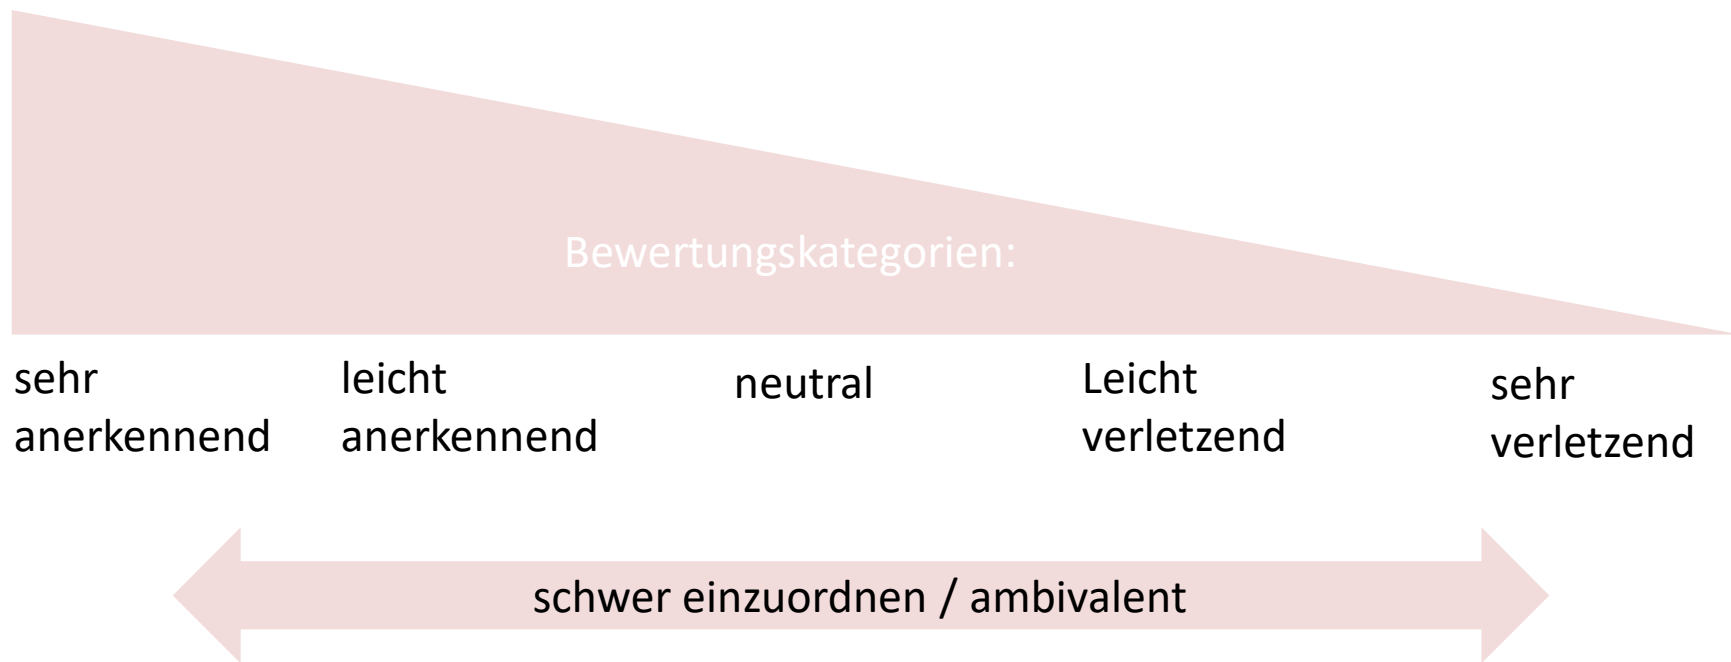 Bewertungskategorien:
sehr
anerkennend
leicht
anerkennend
neutral
Leicht
verletzend
sehr
verletzend
schwer einzuordnen / ambivalent